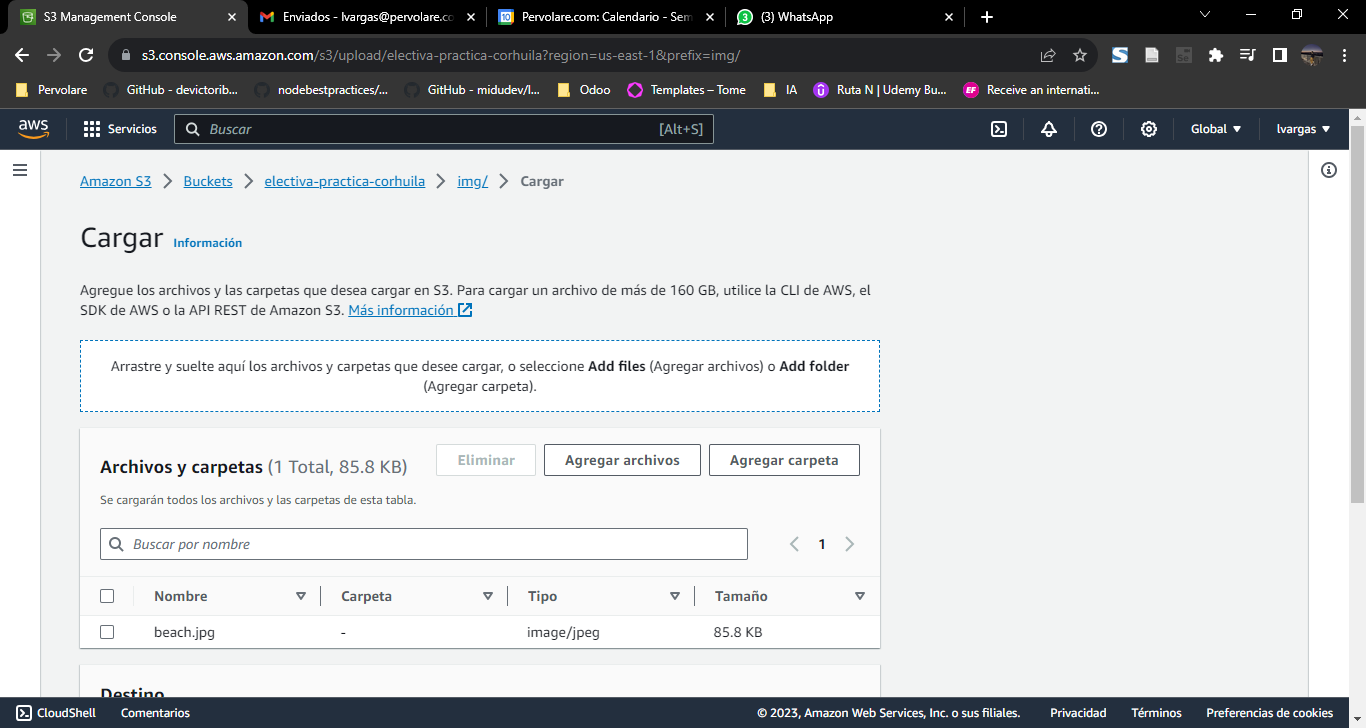 S3 Management Console
Enviados - lvargas@pervolare.co
Pervolare.com: Calendario - Sem
(3) WhatsApp
s3.console.aws.amazon.com/s3/upload/electiva-practica-corhuila?region=us-east-1&prefix=img/
Pervolare
GitHub - devictorib...
nodebestpractices/...
GitHub - midudev/l...
Odoo
Templates – Tome
IA
Ruta N | Udemy Bu...
EF
Receive an internati...
aws
Servicios
Buscar
[Alt+S]
Global
lvargas
Amazon S3
Buckets
electiva-practica-corhuila
img/
Cargar
Cargar
Información
Agregue los archivos y las carpetas que desea cargar en S3. Para cargar un archivo de más de 160 GB, utilice la CLI de AWS, el
SDK de AWS o la API REST de Amazon S3. Más información
Arrastre y suelte aquí los archivos y carpetas que desee cargar, o seleccione Add files (Agregar archivos) o Add folder
(Agregar carpeta).
Archivos y carpetas (1 Total, 85.8 KB)
Eliminar
Agregar archivos
Agregar carpeta
Se cargarán todos los archivos y las carpetas de esta tabla.
Buscar por nombre
1
Nombre
Carpeta
Tipo
Tamaño
beach.jpg
-
image/jpeg
85.8 KB
Destino
CloudShell
Comentarios
© 2023, Amazon Web Services, Inc. o sus filiales.
Privacidad
Términos
Preferencias de cookies